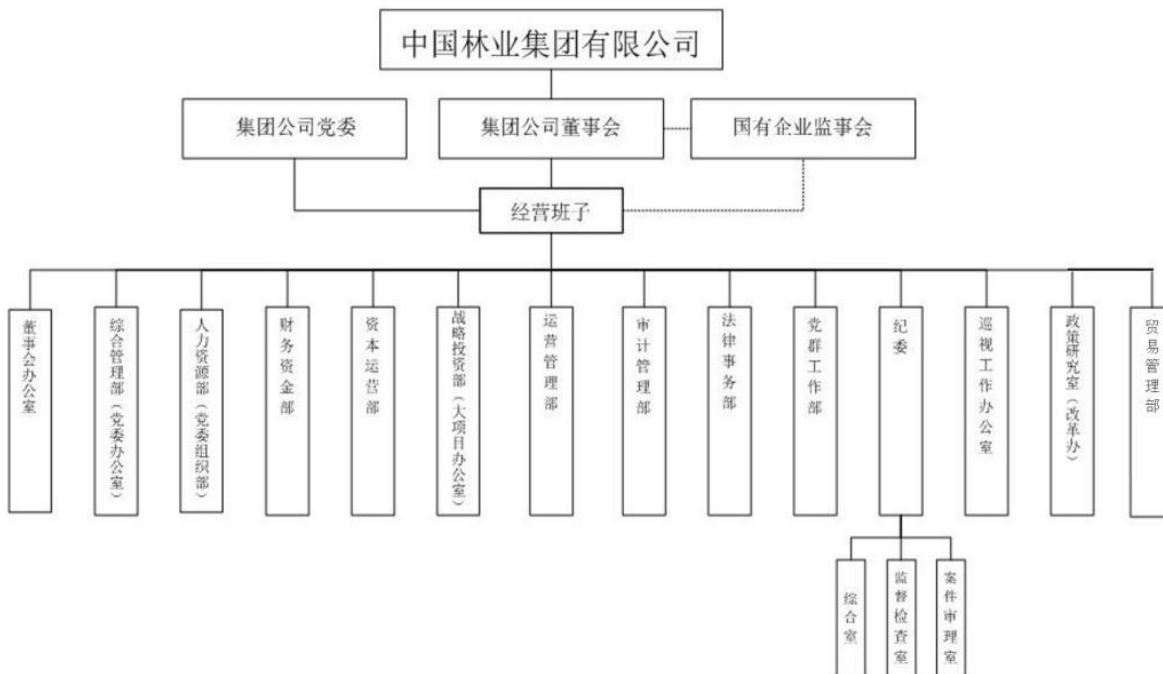 中国林业集团有限公司
集团公司党委
集团公司董事会
国有企业监事会
经营班子
董事会办公室
综合管理部（党委办公室）
人力资源部（党委组织部）
财务资金部
资本运营部
战略投资部（大项目办公室）
运营管理部
审计管理部
法律事务部
党群工作部
纪委
巡视工作办公室
政策研究室（改革办）
贸易管理部
综合室
监督检查室
案件审理室